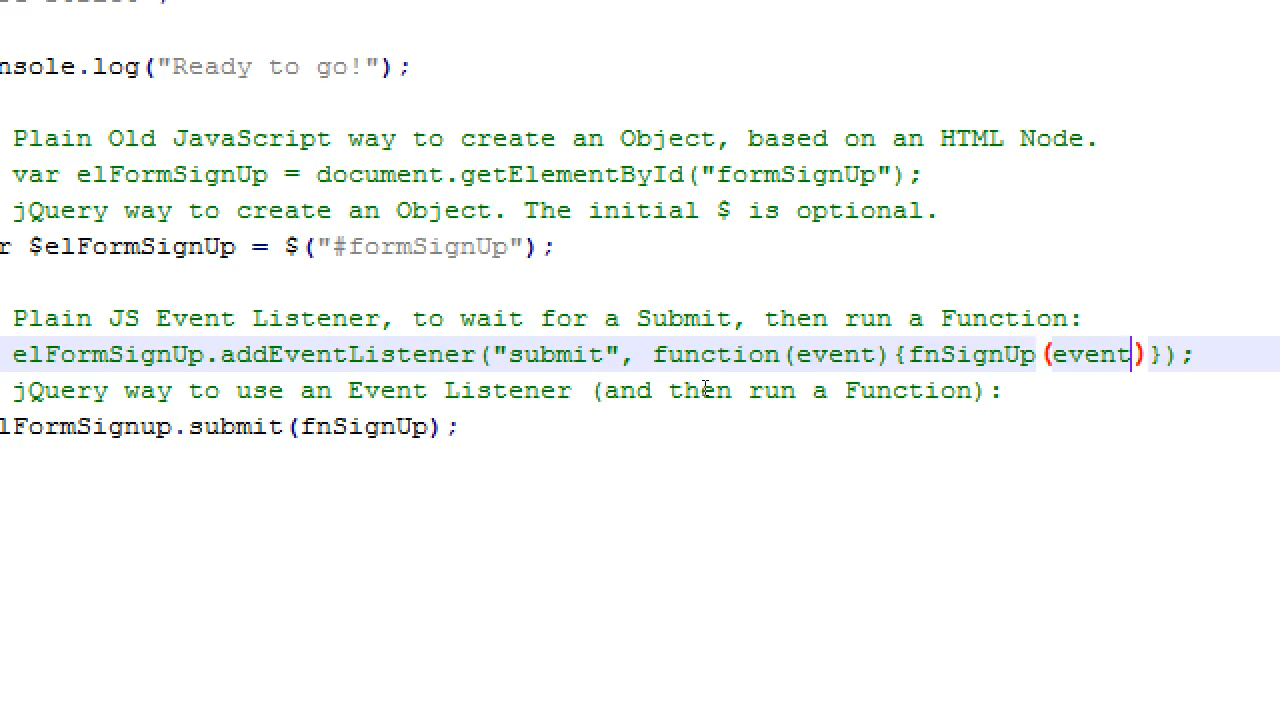 nsole.log("Ready to go!");
Plain Old JavaScript way to create an Object, based on an HTML Node.
var elFormSignUp = document.getElementById("formSignUp");
jQuery way to create an Object. The initial $ is optional.
r $elFormSignUp = $("#formSignUp");
Plain JS Event Listener, to wait for a Submit, then run a Function:
elFormSignUp.addEventListener("submit", function(event){fnSignUp(event)});
jQuery way to use an Event Listener (and then run a Function):
lFormSignup.submit(fnSignUp);